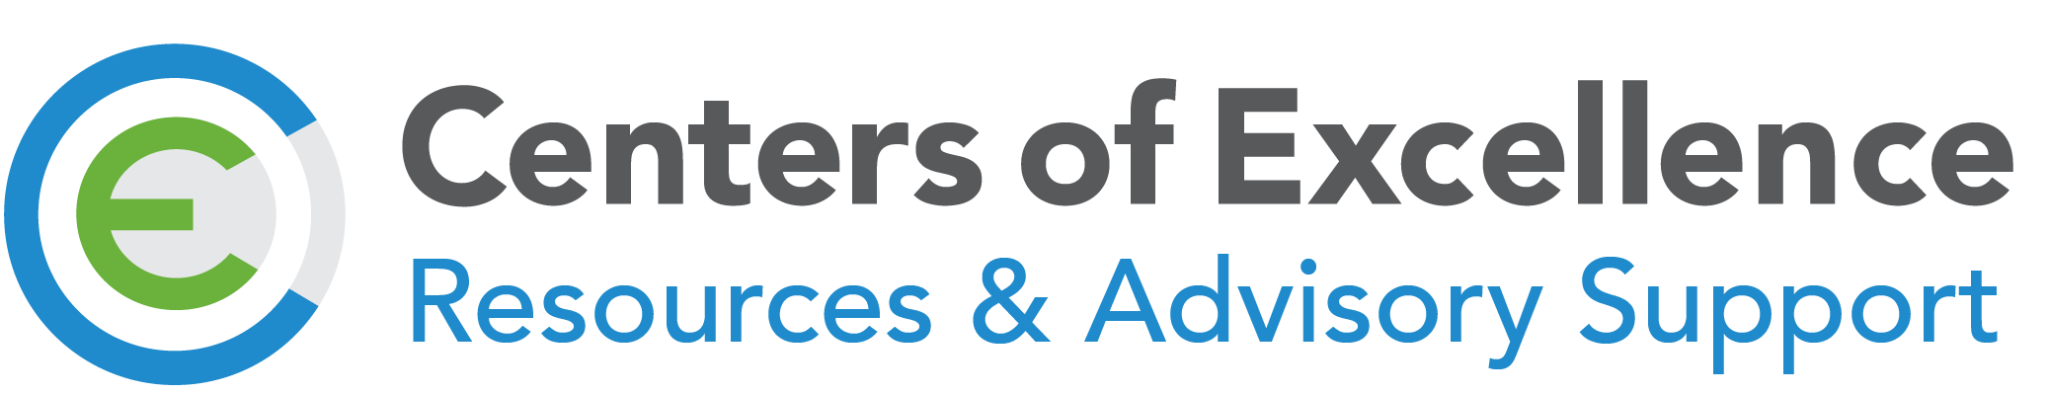 Centers of Excellence
Resources & Advisory Support